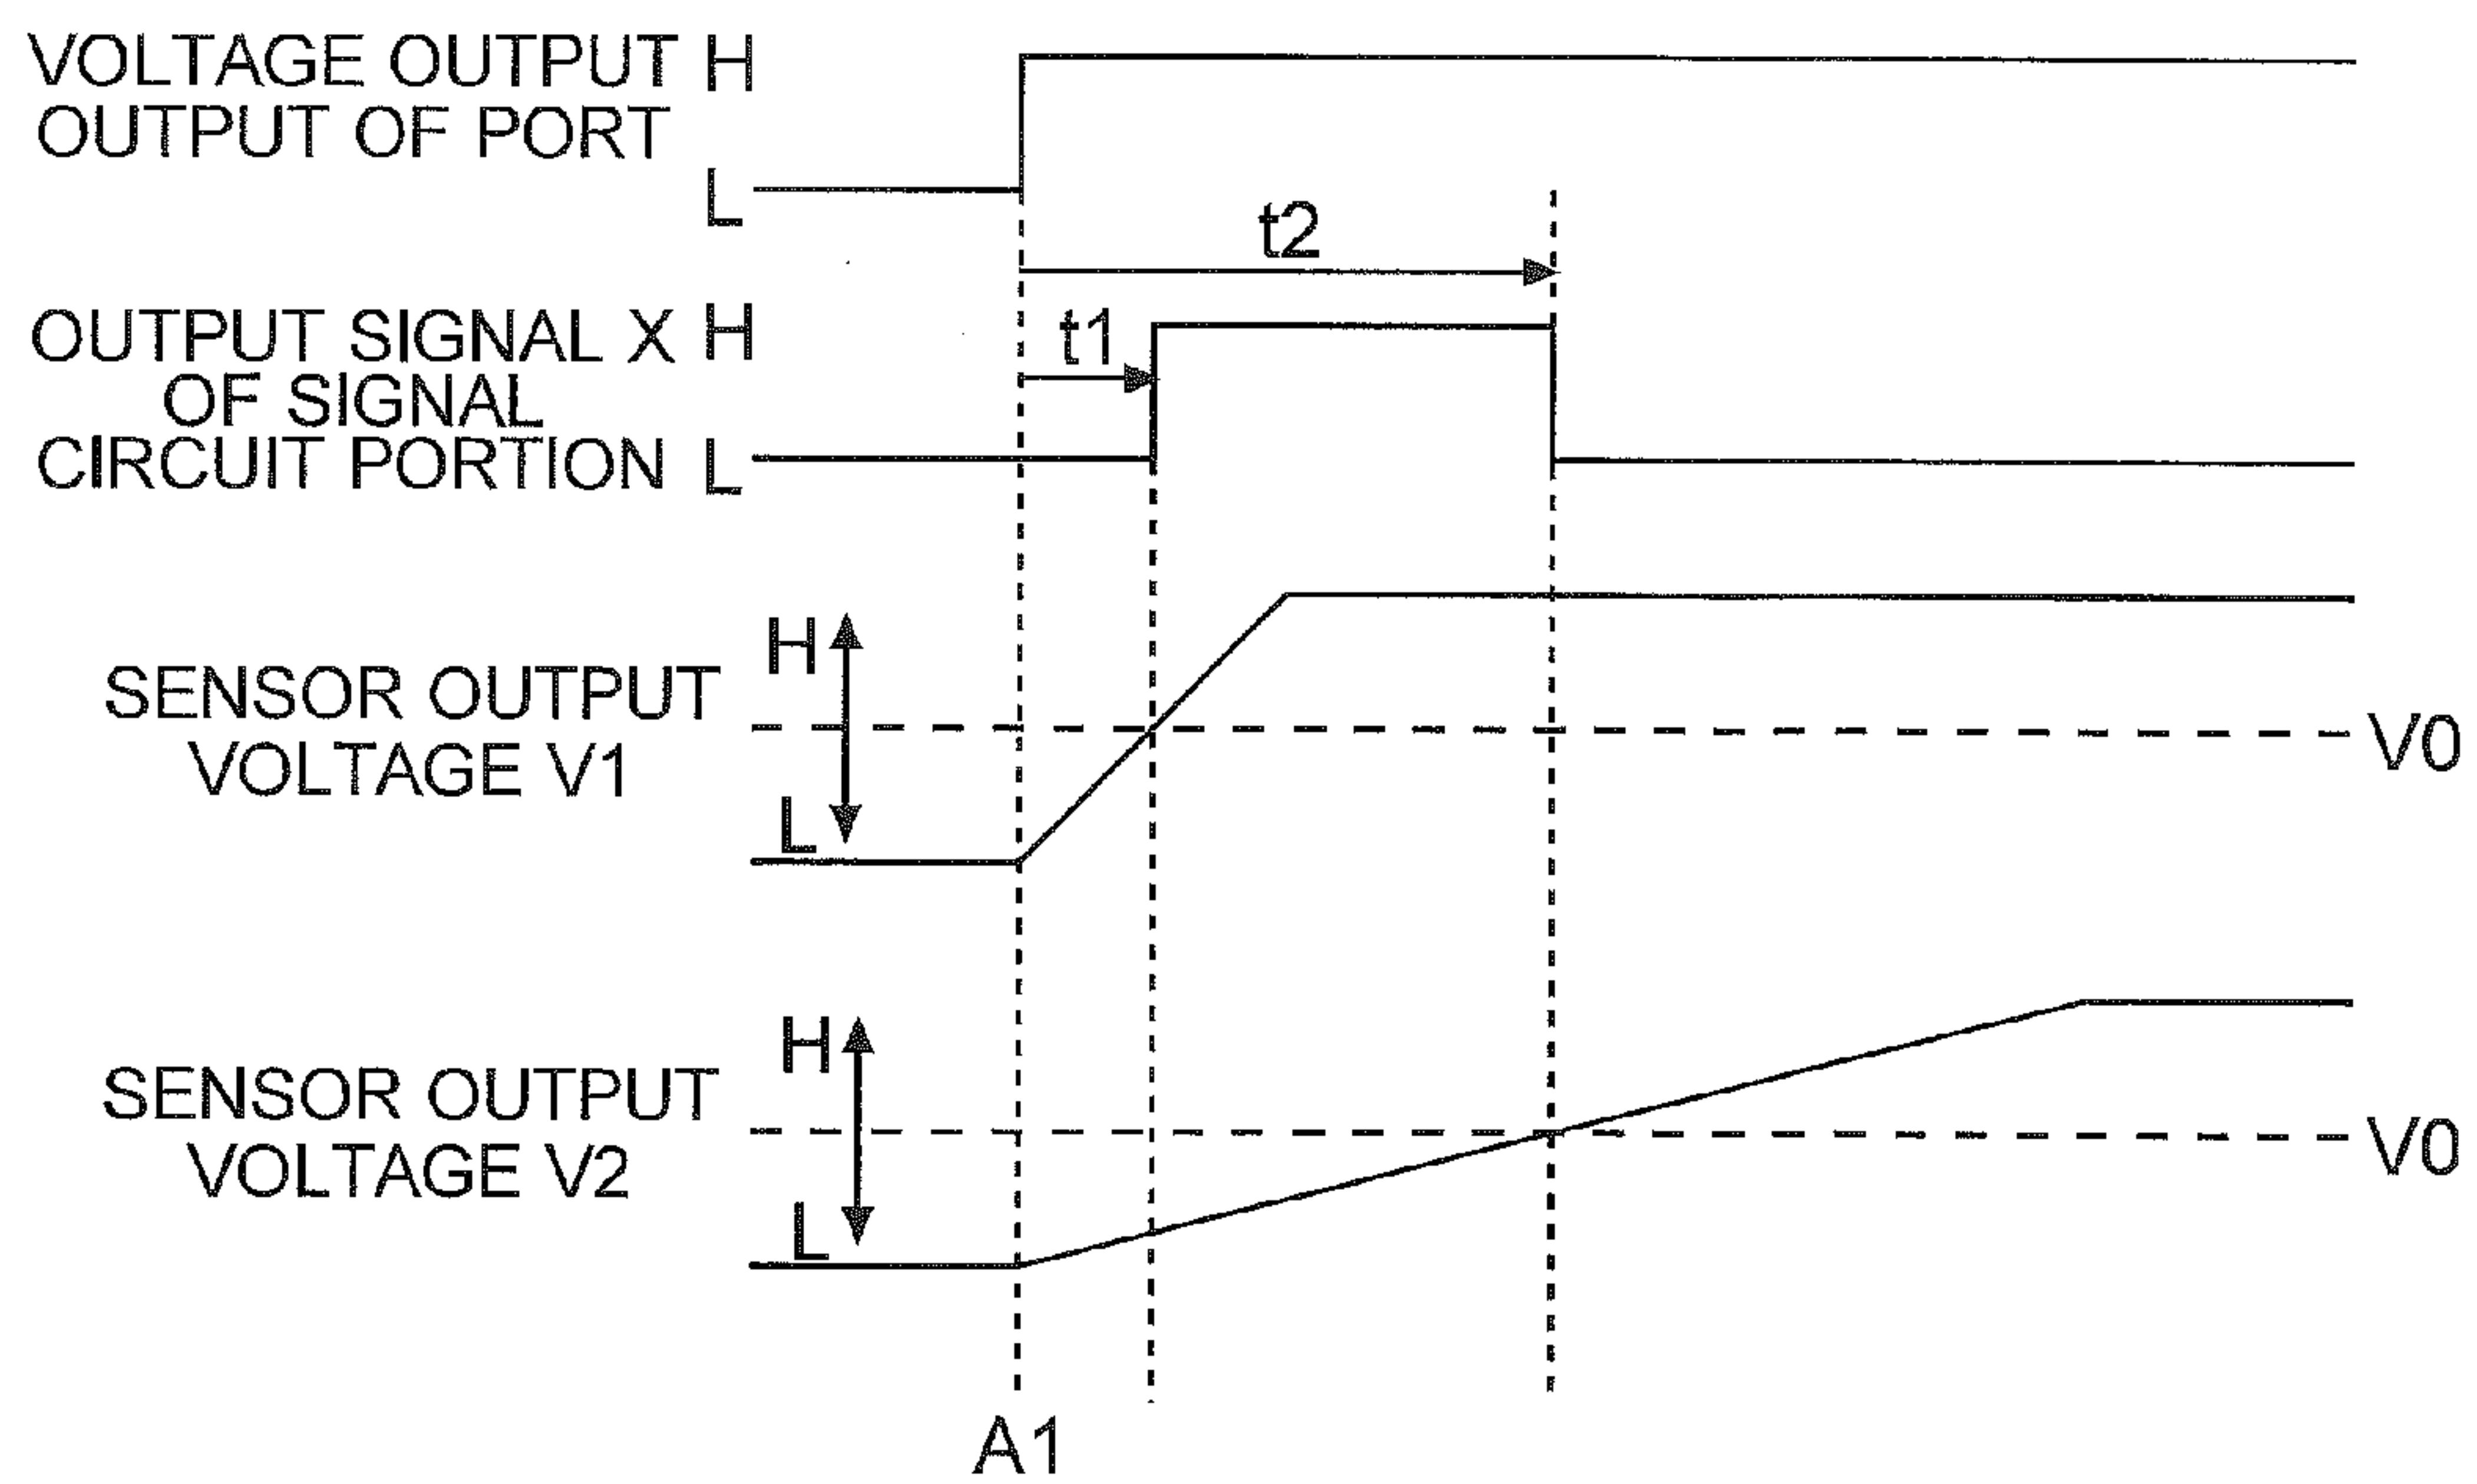 VOLTAGE OUTPUT H
OUTPUT OF PORT
L
t2
OUTPUT SIGNAL X H
t1
OF SIGNAL
CIRCUIT PORTION L
H
SENSOR OUTPUT
VOLTAGE V1
V0
L
H
SENSOR OUTPUT
VOLTAGE V2
V0
L
A1